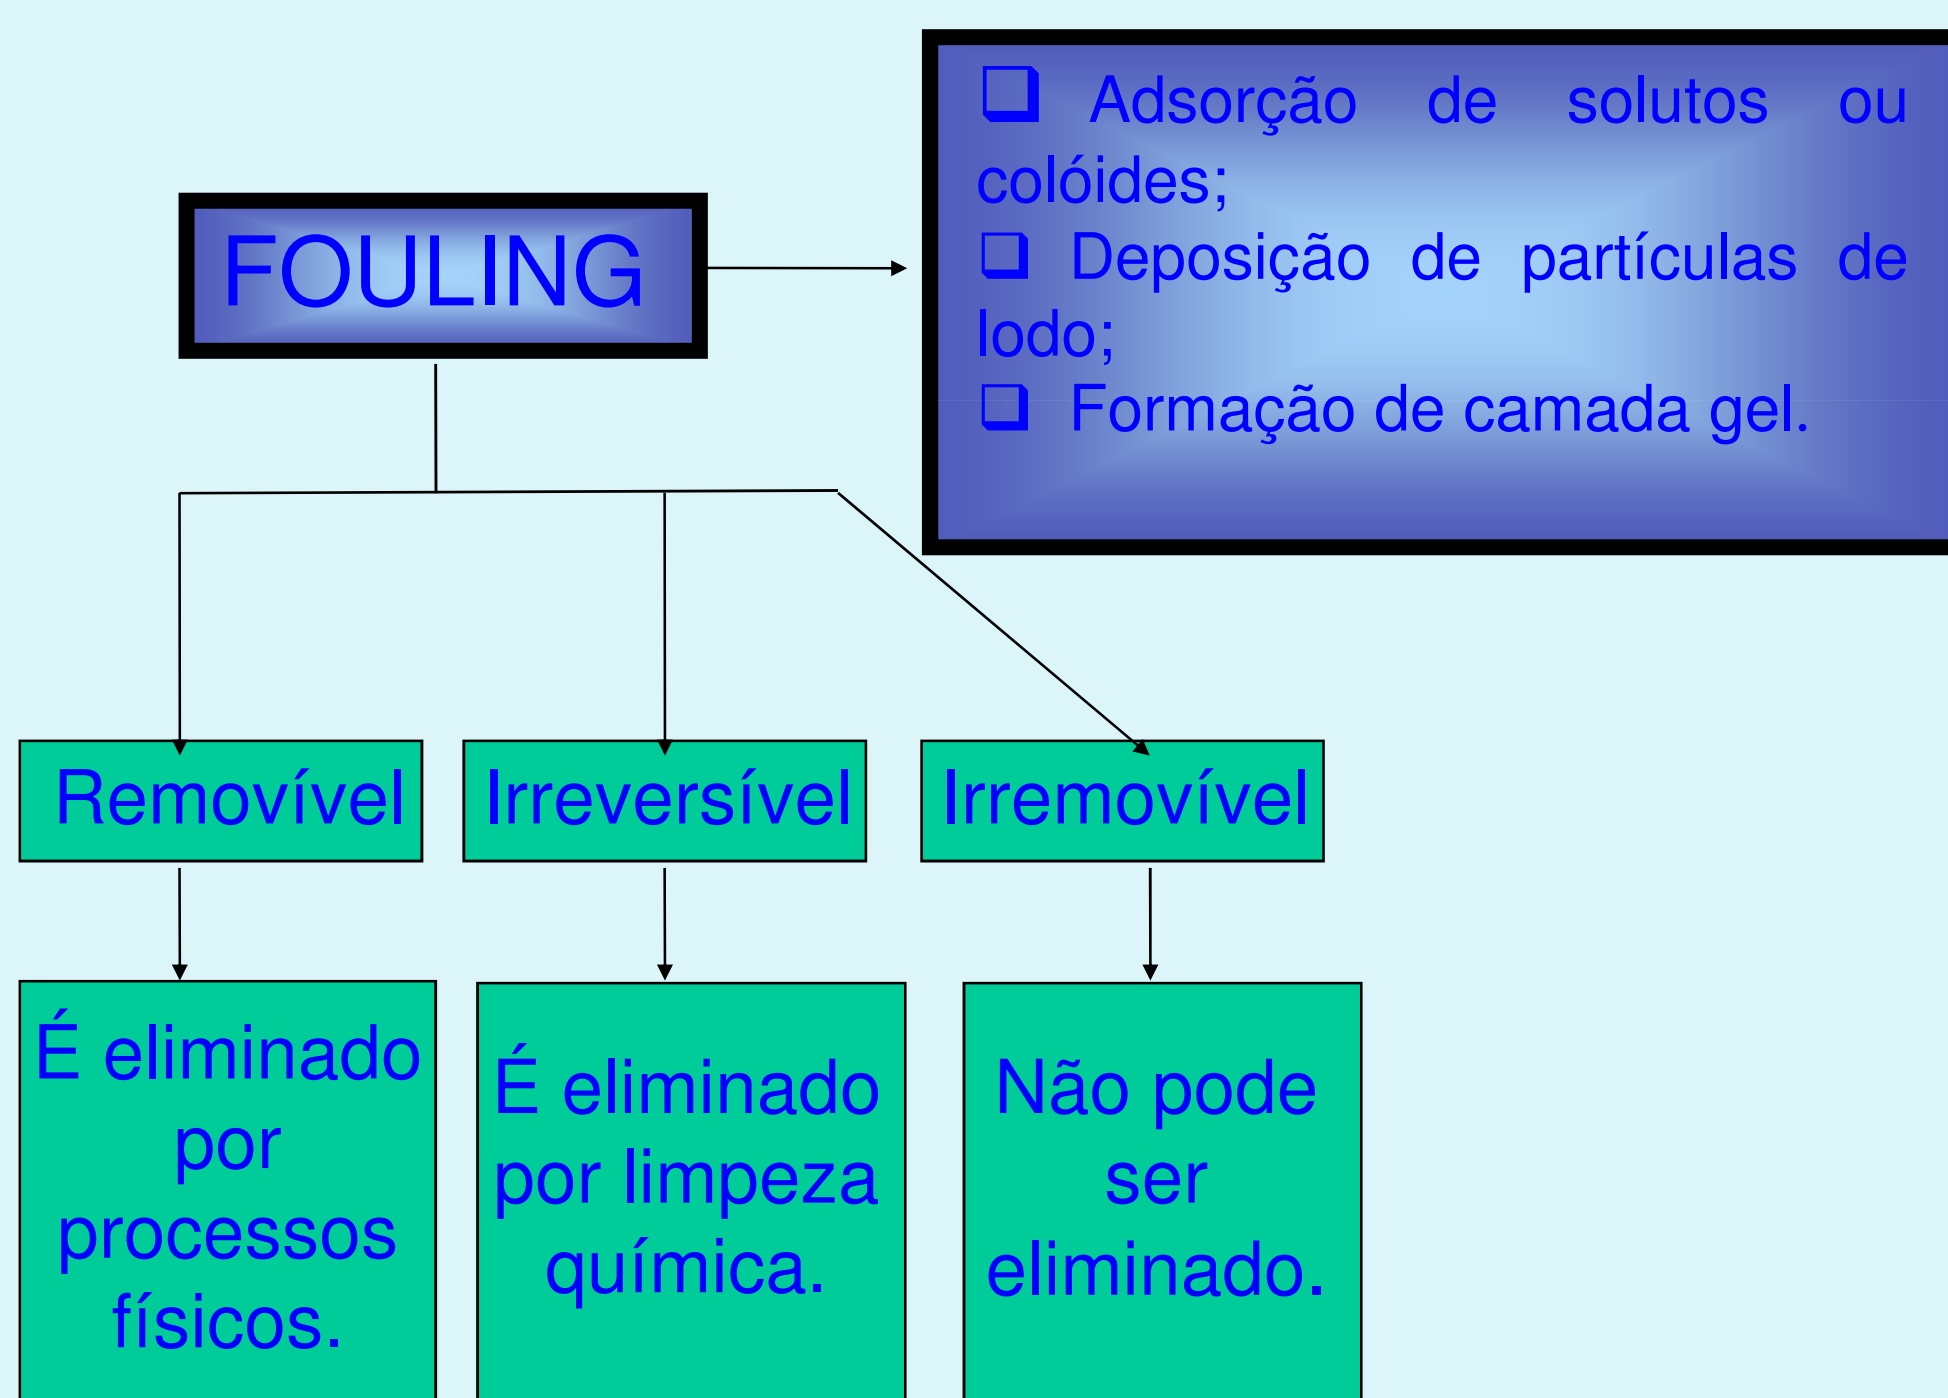 FOULING
❑ Adsorção de solutos ou
colóides;
❑ Deposição de partículas de
lodo;
❑ Formação de camada gel.
Removível
Irreversível
Irremovível
É eliminado
por
processos
físicos.
É eliminado
por limpeza
química.
Não pode
ser
eliminado.